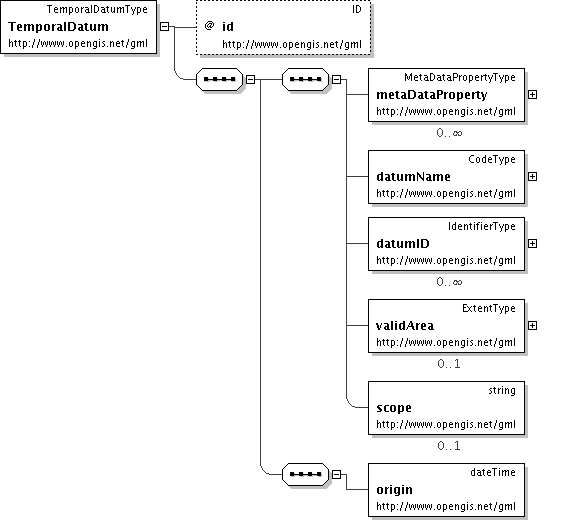 TemporalDatumType
TemporalDatum
http://www.opengis.net/gml
ID
@ id
http://www.opengis.net/gml
MetaDataPropertyType
metaDataProperty
http://www.opengis.net/gml
0..∞
CodeType
datumName
http://www.opengis.net/gml
IdentifierType
datumID
http://www.opengis.net/gml
0..∞
ExtentType
validArea
http://www.opengis.net/gml
0..1
string
scope
http://www.opengis.net/gml
0..1
dateTime
origin
http://www.opengis.net/gml